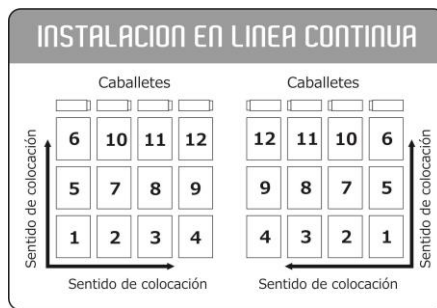 INSTALACION EN LINEA CONTINUA
Caballetes
Caballetes
Sentido de colocación
6 10 11 12
5 7 8 9
1 2 3 4
Sentido de colocación
12 11 10 6
9 8 7 5
4 3 2 1
Sentido de colocación
Sentido de colocación